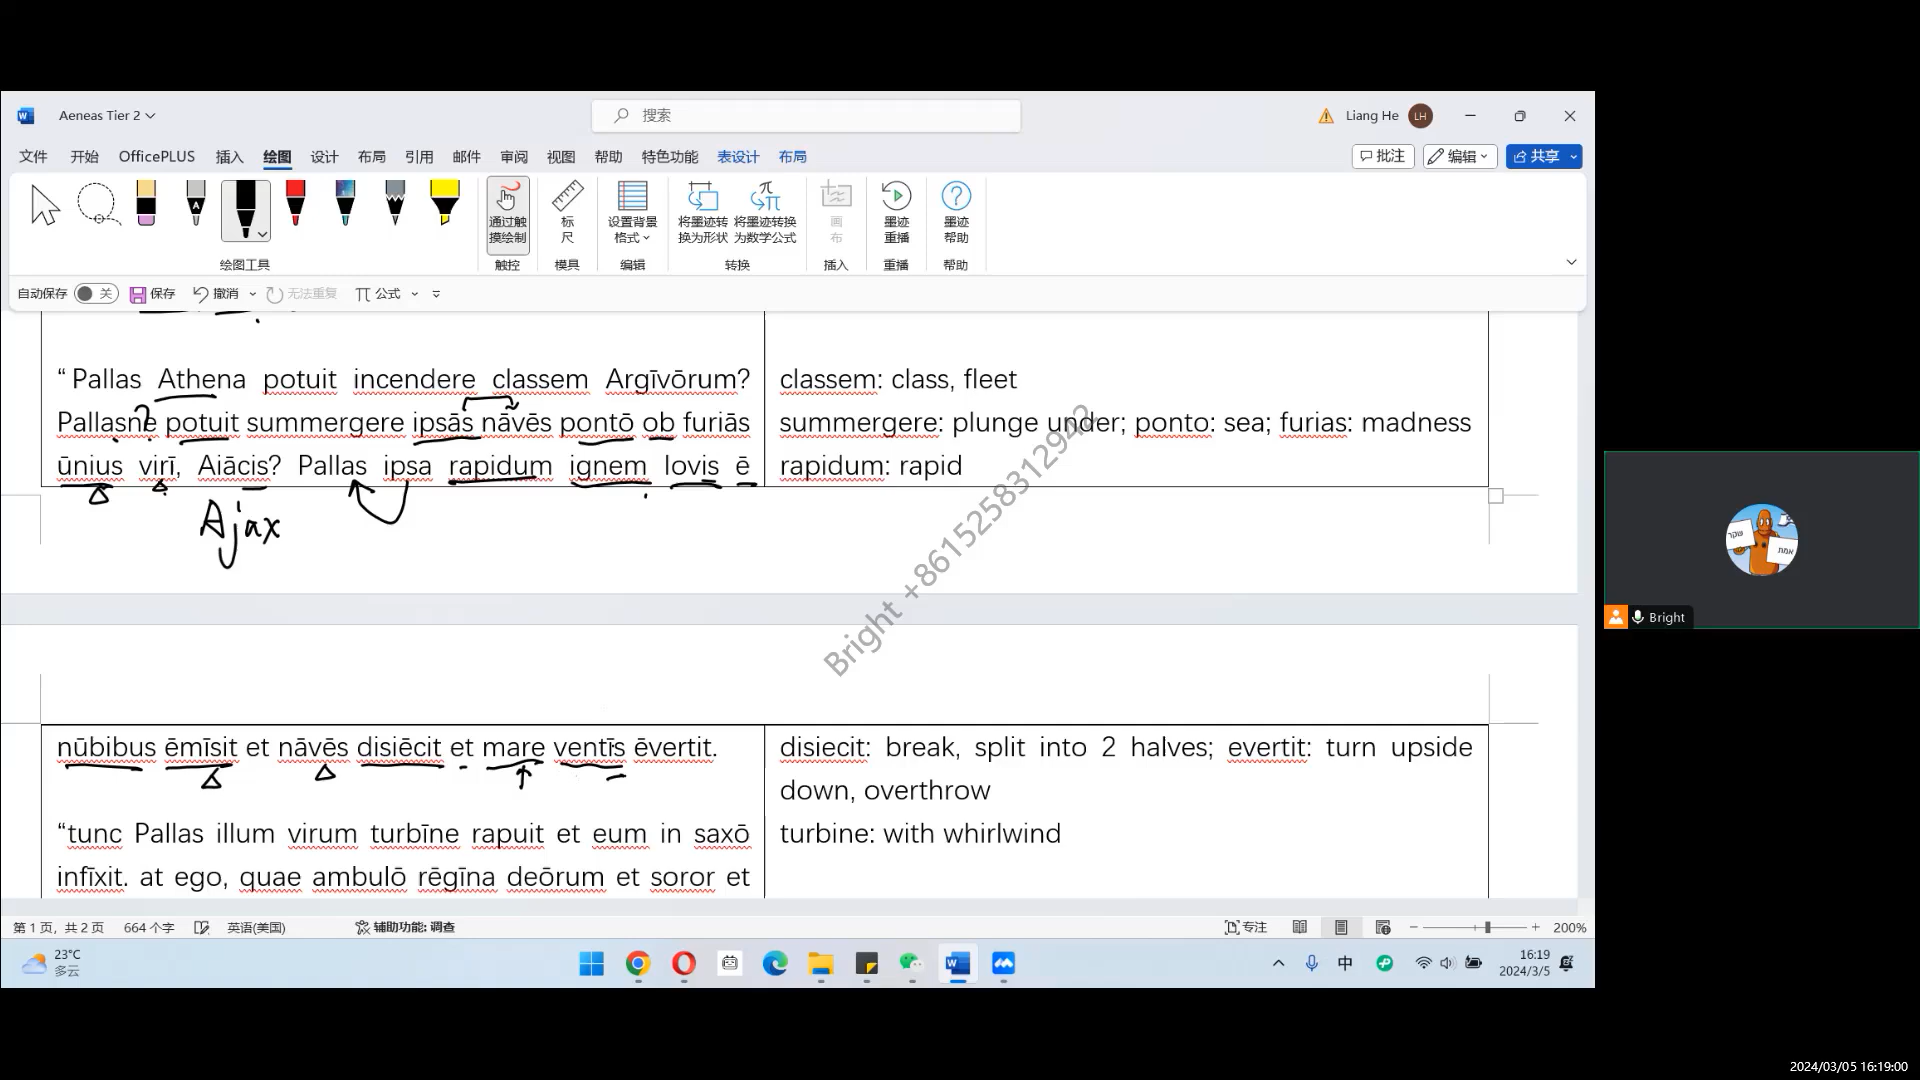 Aeneas Tier 2
搜索
Liang He
LH
文件 开始 OfficePLUS 插入 绘图 设计 布局 引用 邮件 审阅 视图 帮助 特色功能 表设计 布局
批注 编辑 共享
通过触摸绘制
标尺
设置背景格式
将墨迹转换为形状
将墨迹转换为数学公式
画布
墨迹重播
墨迹帮助
绘图工具 触控 模具 编辑 转换 插入 重播 帮助
自动保存 关 保存 撤消 无法重复 公式
“Pallas Athena potuit incendere classem Argīvōrum?
Pallasne potuit summergere ipsās nāvēs pontō ob furiās
ūnius virī, Aiācis? Pallas ipsa rapidum ignem Iovis ē
?
Ajax
classem: class, fleet
summergere: plunge under; ponto: sea; furias: madness
rapidum: rapid
Bright +8615258312942
nūbibus ēmīsit et nāvēs disiēcit et mare ventīs ēvertit.
“tunc Pallas illum virum turbīne rapuit et eum in saxō
infīxit. at ego, quae ambulō rēgīna deōrum et soror et
disiecit: break, split into 2 halves; evertit: turn upside
down, overthrow
turbine: with whirlwind
שקר
אמת
Bright
第1页, 共2页 664个字 英语(美国) 辅助功能: 调查
专注
200%
23°C
多云
中
16:19
2024/3/5
2024/03/05 16:19:00